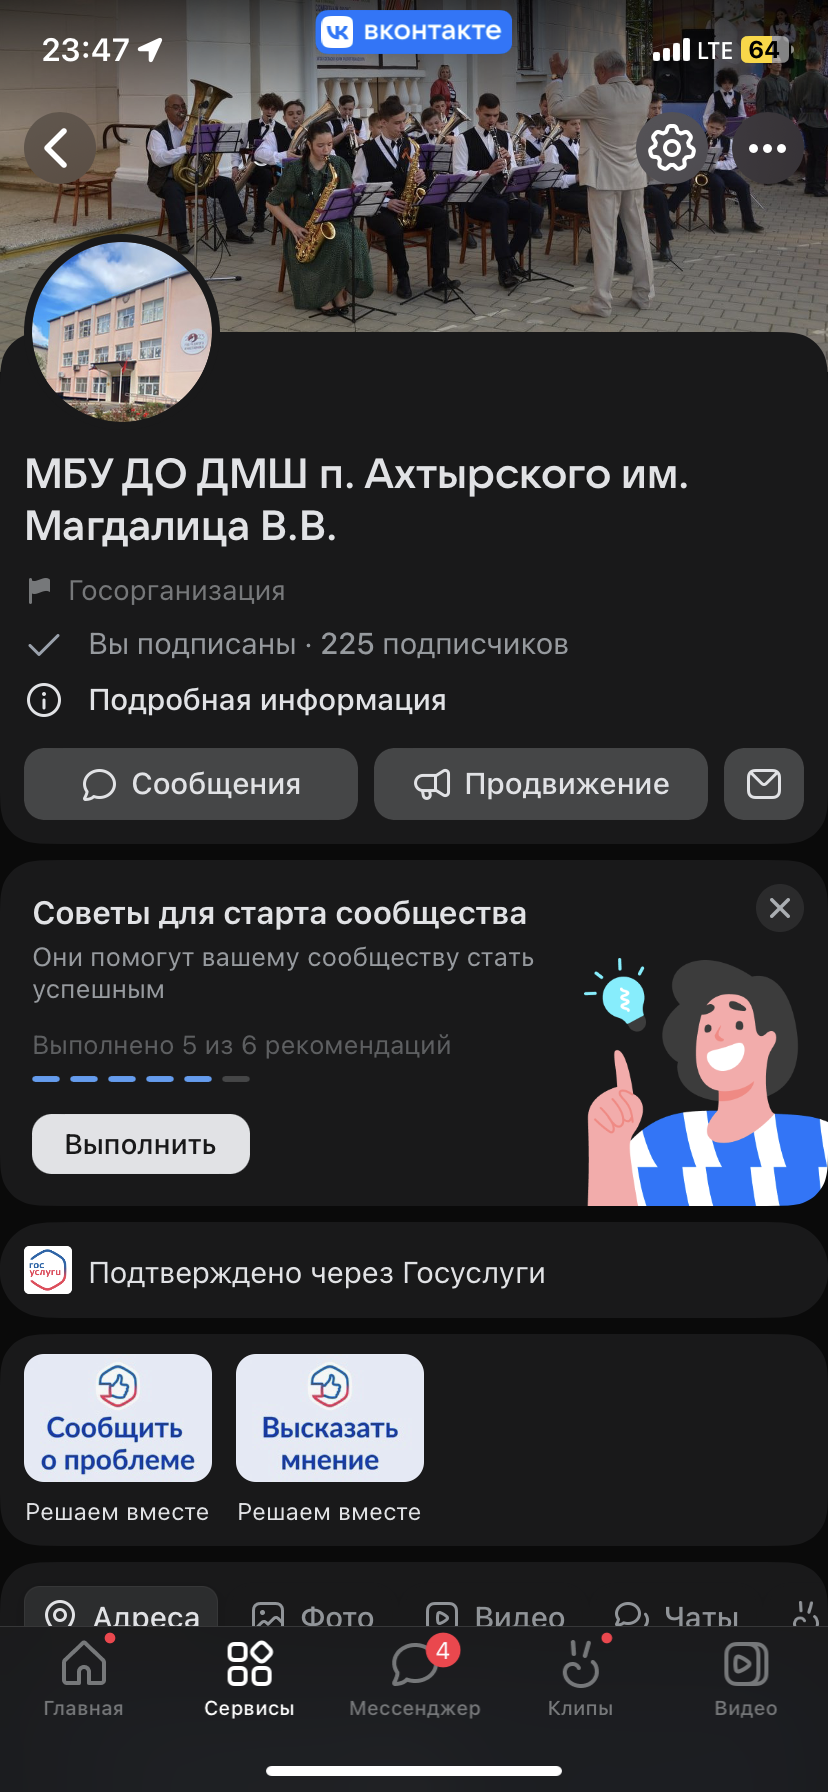 23:47
вконтакте
LTE 64
МБУ ДО ДМШ п. Ахтырского им.
Магдалица В.В.
Госорганизация
Вы подписаны · 225 подписчиков
Подробная информация
Сообщения
Продвижение
Советы для старта сообщества
Они помогут вашему сообществу стать
успешным
Выполнено 5 из 6 рекомендаций
Выполнить
гос
услуги
Подтверждено через Госуслуги
Сообщить
о проблеме
Высказать
мнение
Решаем вместе
Решаем вместе
Адреса
Фото
Видео
Чаты
4
Главная
Сервисы
Мессенджер
Клипы
Видео